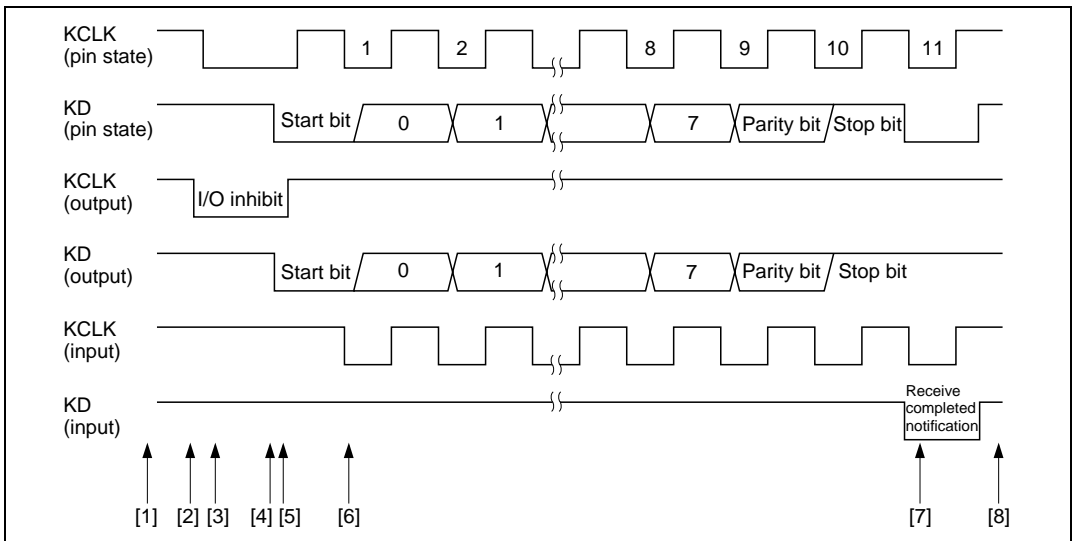 KCLK
(pin state)
1 2 8 9 10 11
KD
(pin state)
Start bit 0 1 7 Parity bit Stop bit
KCLK
(output)
I/O inhibit
KD
(output)
Start bit 0 1 7 Parity bit Stop bit
KCLK
(input)
KD
(input)
Receive
completed
notification
[1] [2] [3] [4] [5] [6] [7] [8]